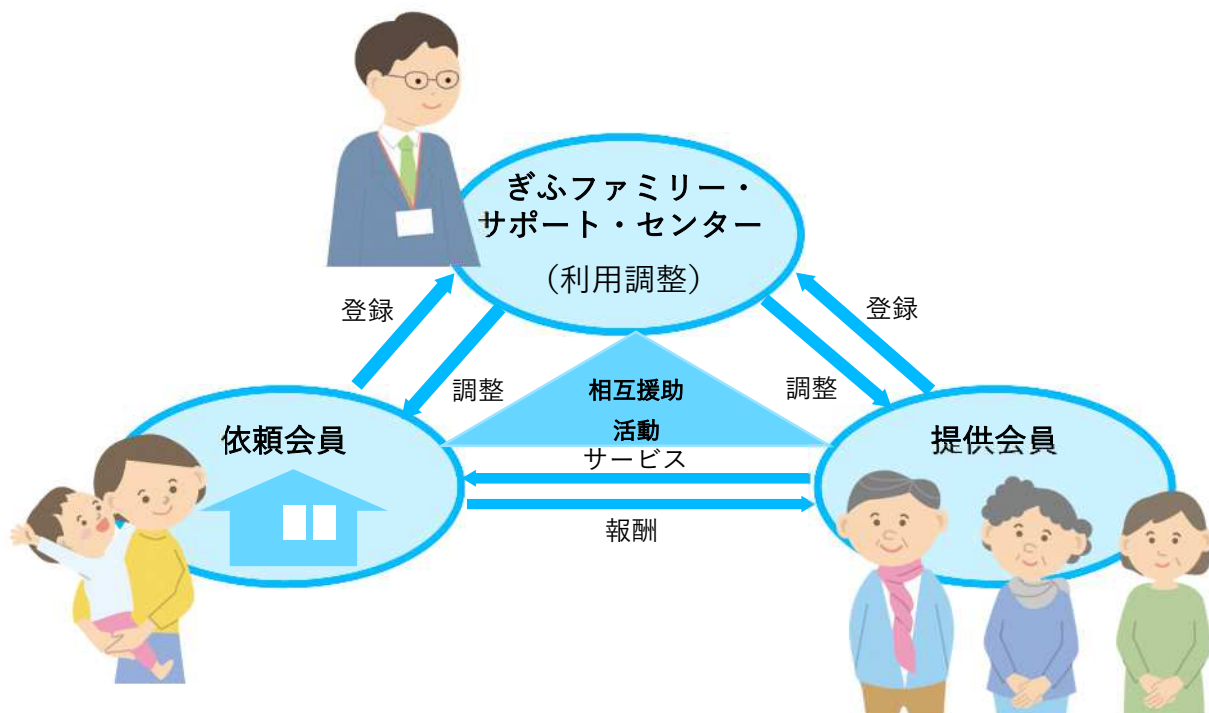 ぎふファミリー・
サポート・センター
（利用調整）
登録
登録
調整
調整
相互援助
活動
依頼会員
提供会員
サービス
報酬